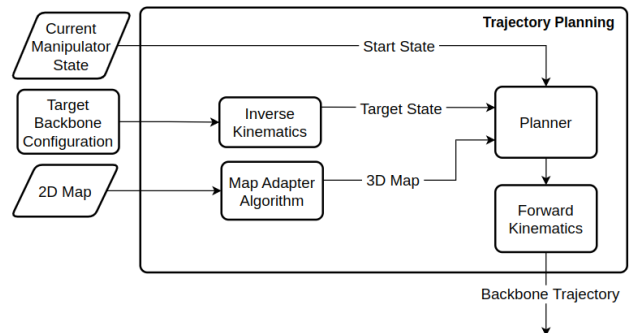 Trajectory Planning
Current
Manipulator
State
Start State
Target
Backbone
Configuration
Inverse
Kinematics
Target State
Planner
2D Map
Map Adapter
Algorithm
3D Map
Forward
Kinematics
Backbone Trajectory